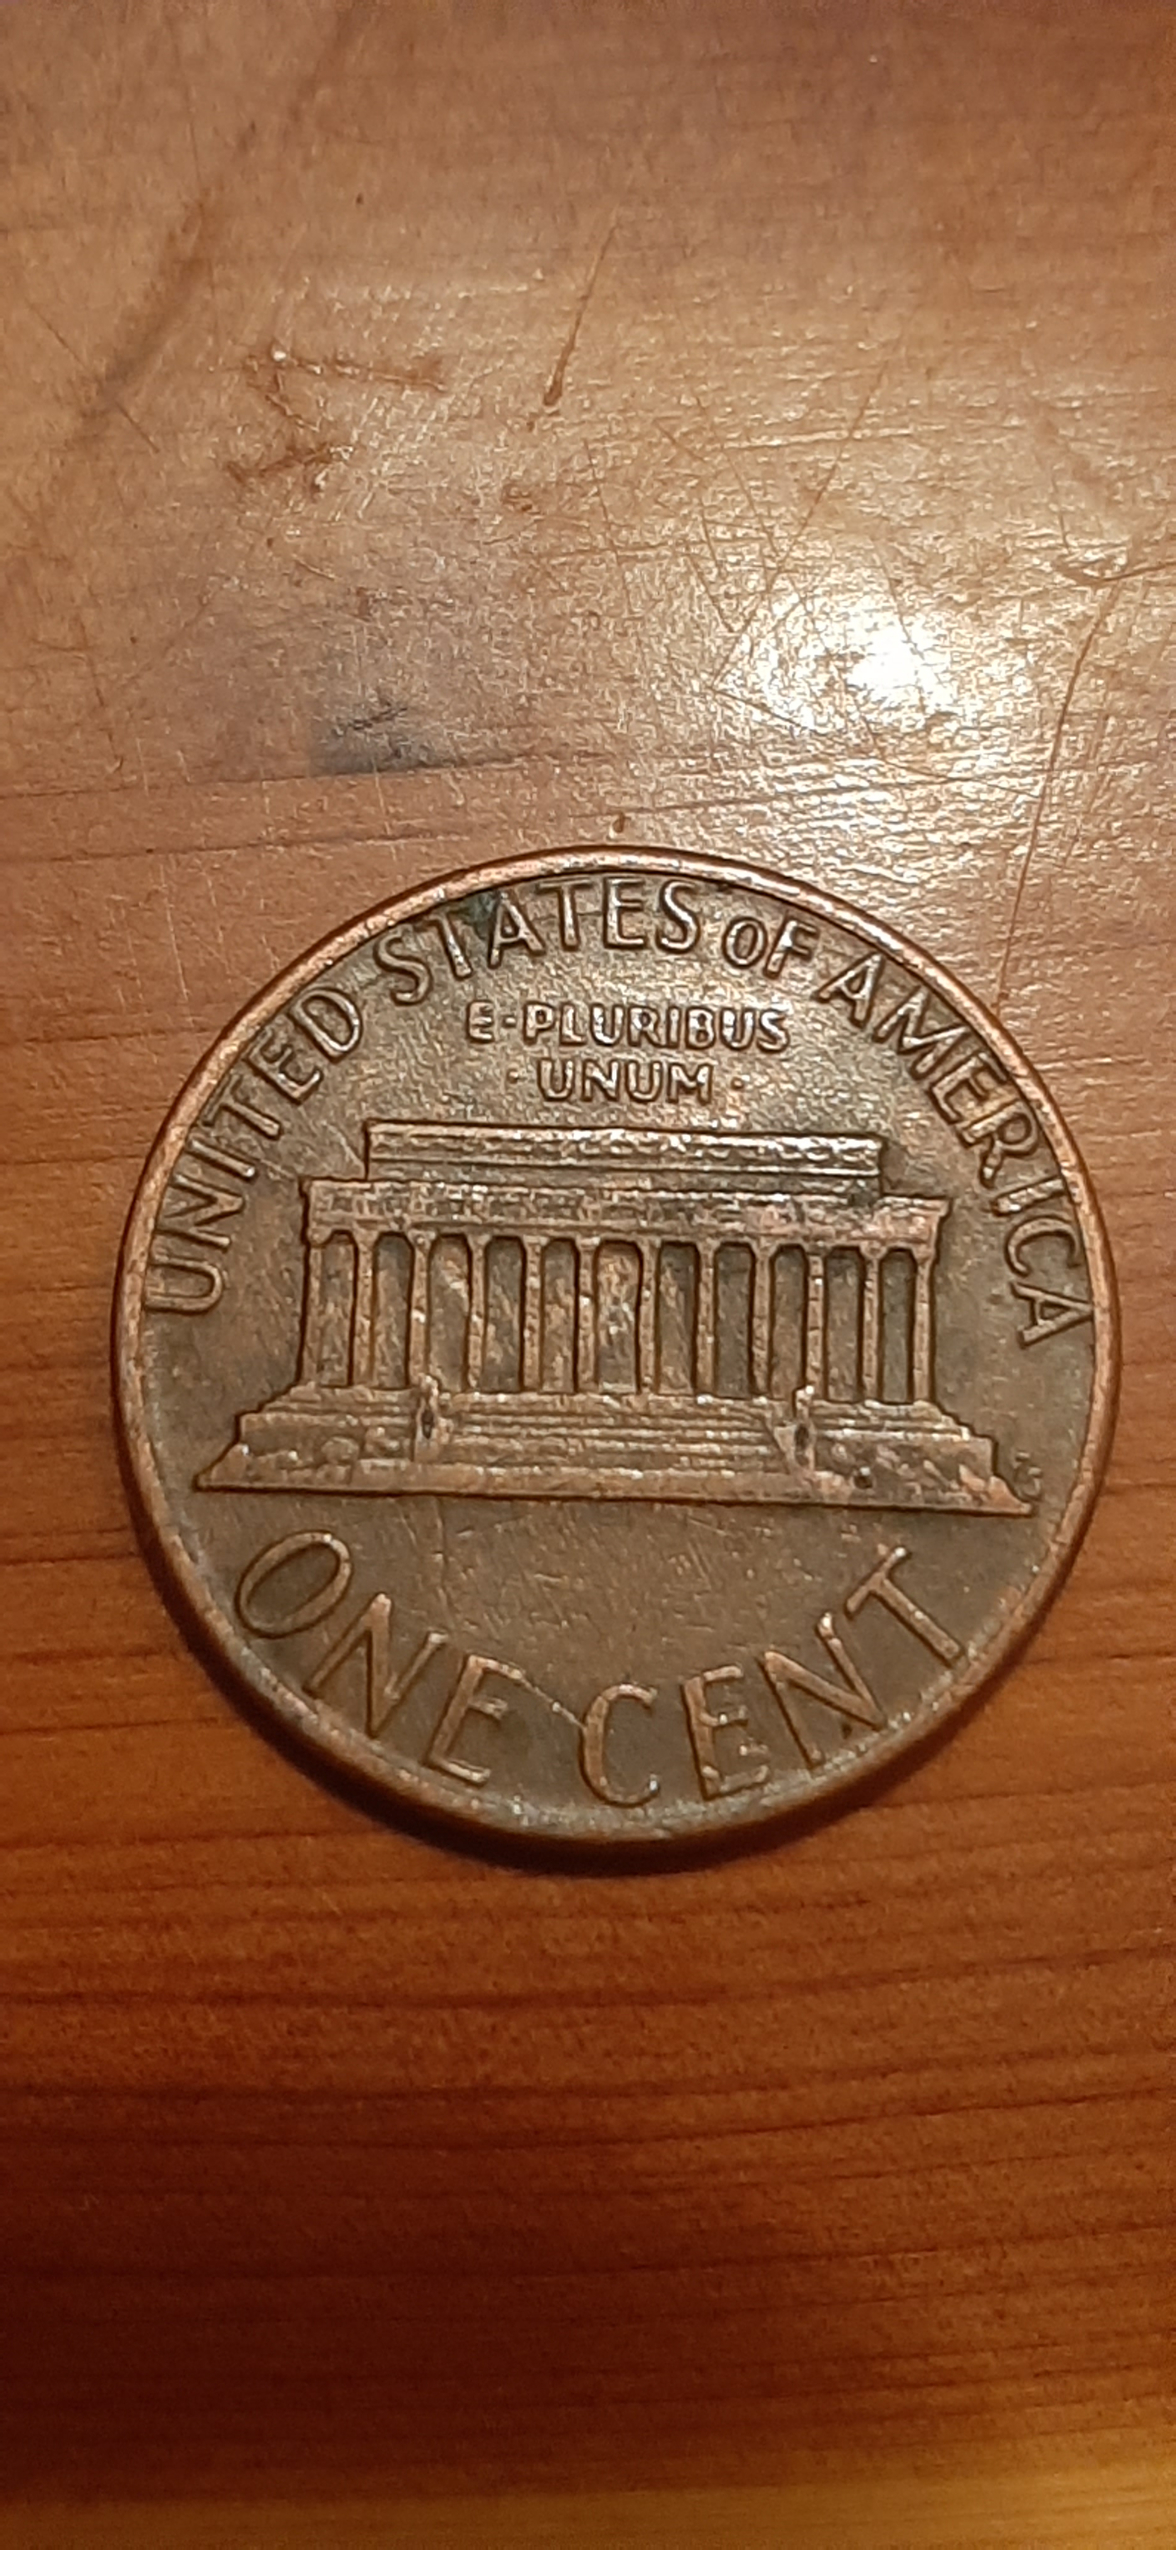 UNITED STATES OF AMERICA
E·PLURIBUS
·UNUM·
ONE CENT